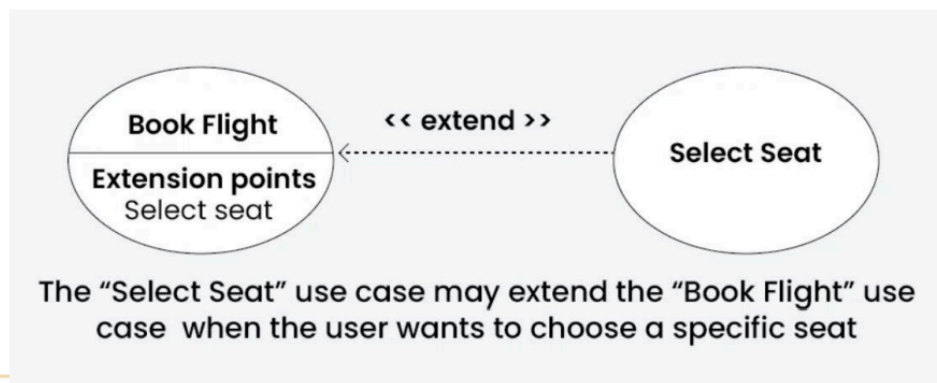 Book Flight
Extension points
Select seat
<< extend >>
Select Seat
The “Select Seat” use case may extend the “Book Flight” use
case when the user wants to choose a specific seat